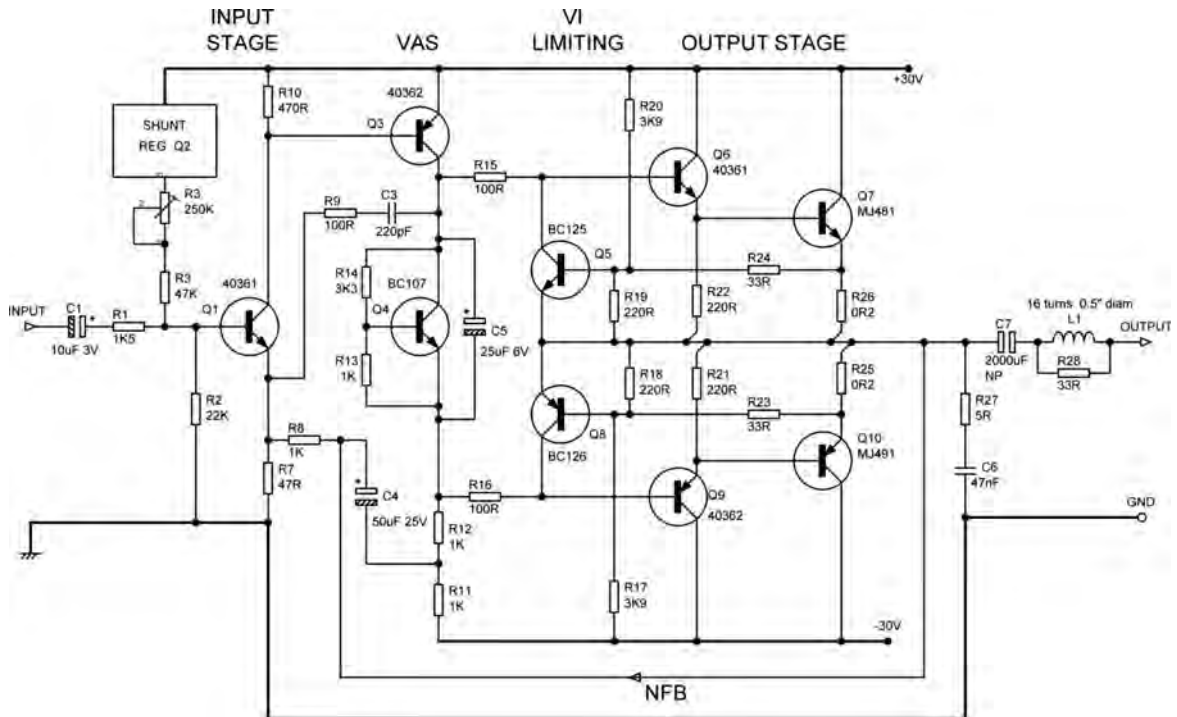 INPUT
STAGE
VAS
VI
LIMITING
OUTPUT STAGE
+30V
R10
470R
40362
Q3
R20
3K9
SHUNT
REG Q2
Q6
40361
R15
100R
R3
250K
R9
100R
C3
220pF
Q7
MJ481
BC125
Q5
R24
33R
R3
47K
40361
Q1
R14
3K3
BC107
Q4
R19
220R
R22
220R
R26
0R2
16 turns 0.5" diam
L1
INPUT
C1
+
10uF 3V
R1
1K5
+
C5
25uF 6V
C7
2000uF
NP
OUTPUT
R28
33R
R13
1K
R18
220R
R21
220R
R25
0R2
R2
22K
R23
33R
R27
5R
Q8
BC126
Q10
MJ491
R8
1K
R7
47R
+
C4
50uF 25V
R16
100R
Q9
40362
C6
47nF
GND
R12
1K
R11
1K
R17
3K9
-30V
NFB